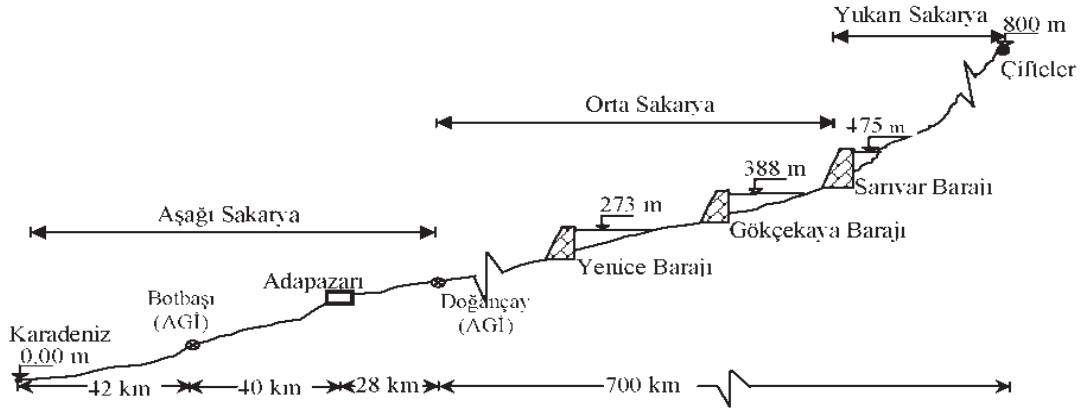 Yukarı Sakarya
800 m
Çifteler
Orta Sakarya
475 m
Sarıyar Barajı
388 m
Gökçekaya Barajı
Aşağı Sakarya
273 m
Yenice Barajı
Adapazarı
Doğançay
(AGİ)
Botbaşı
(AGİ)
Karadeniz
0,00 m
42 km
40 km
28 km
700 km